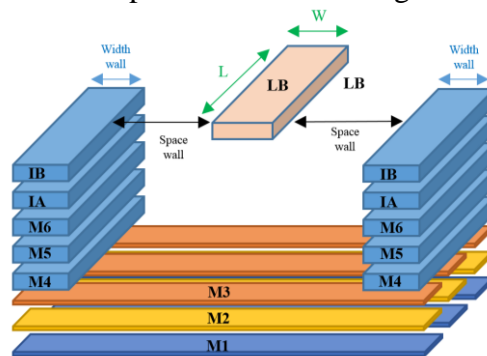 W
Width
wall
L
LB
LB
Width
wall
Space
wall
Space
wall
IB
IA
M6
M5
M4
IB
IA
M6
M5
M4
M3
M2
M1